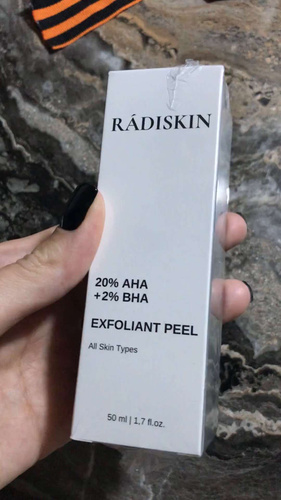 RÁDISKIN
20% AHA
+2% BHA
EXFOLIANT PEEL
All Skin Types
50 ml | 1,7 fl.oz.